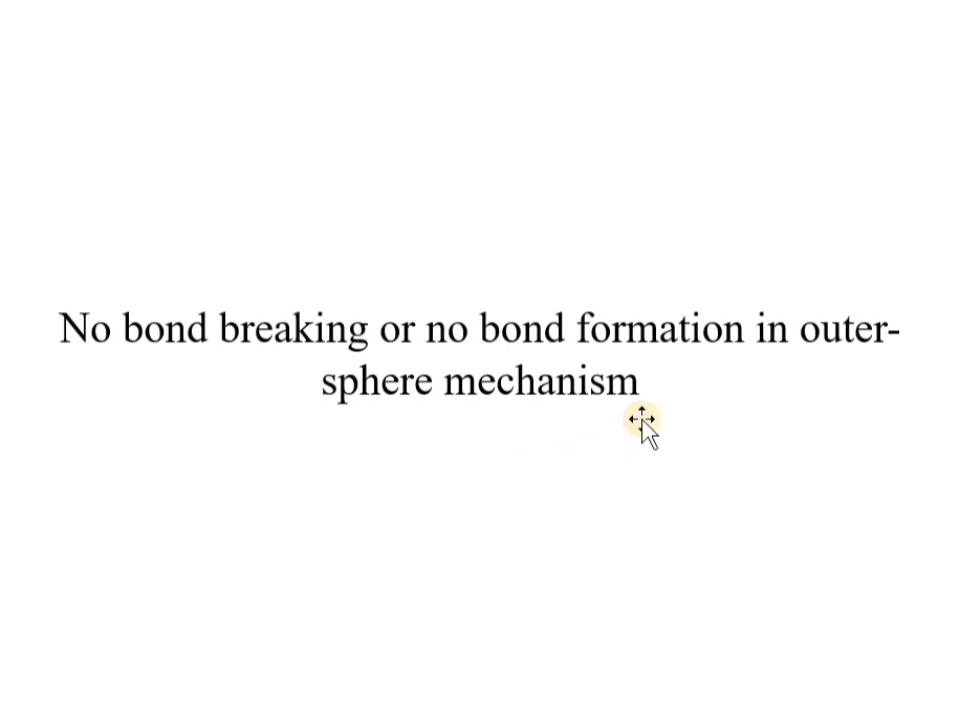 No bond breaking or no bond formation in outer-
sphere mechanism